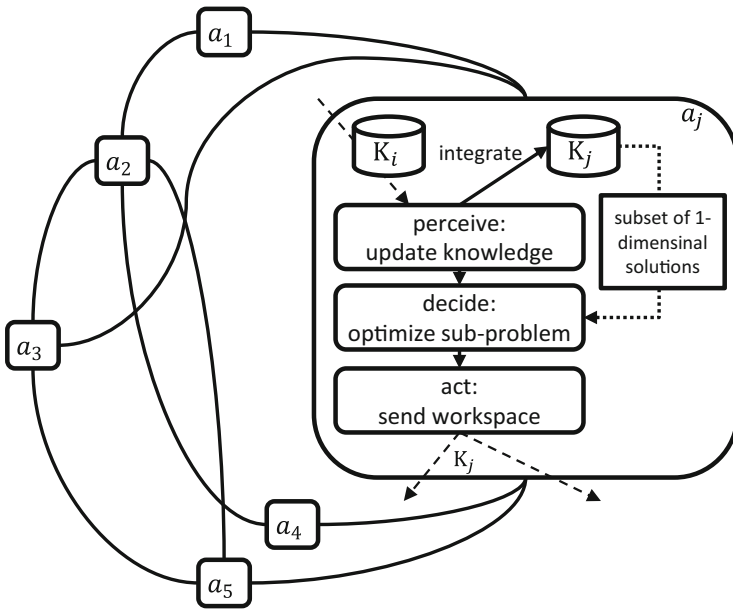 a₁
a₂
a₃
a₄
a₅
aⱼ
Kᵢ
integrate
Kⱼ
perceive:
update knowledge
subset of 1-
dimensinal
solutions
decide:
optimize sub-problem
act:
send workspace
Kⱼ